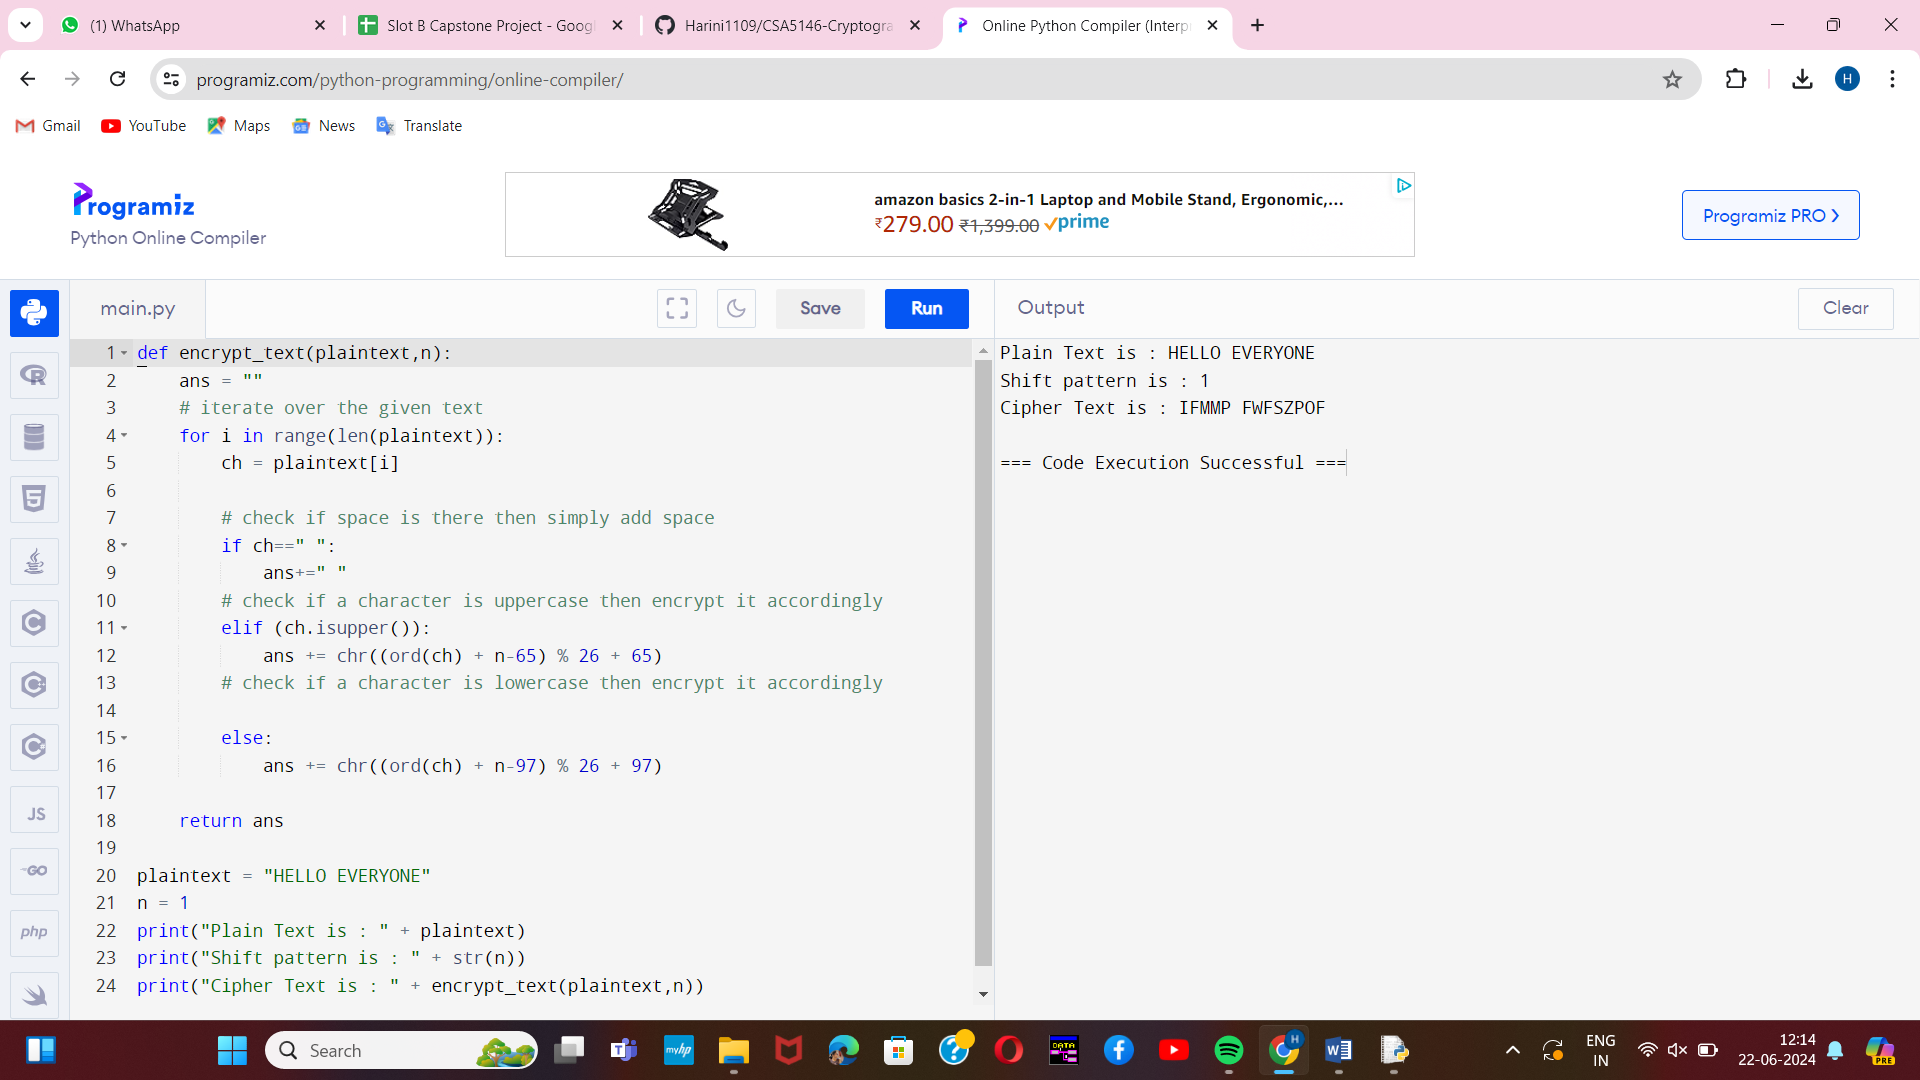 (1) WhatsApp
Slot B Capstone Project - Googl
Harini1109/CSA5146-Cryptogra
Online Python Compiler (Interp
programiz.com/python-programming/online-compiler/
H
Gmail
YouTube
Maps
News
Translate
Programiz
Python Online Compiler
amazon basics 2-in-1 Laptop and Mobile Stand, Ergonomic,...
₹279.00 ₹1,399.00 prime
Programiz PRO
main.py
Save
Run
Output
Clear
1 def encrypt_text(plaintext,n):
2 ans = ""
3 # iterate over the given text
4 for i in range(len(plaintext)):
5 ch = plaintext[i]
6
7 # check if space is there then simply add space
8 if ch==" ":
9 ans+=" "
10 # check if a character is uppercase then encrypt it accordingly
11 elif (ch.isupper()):
12 ans += chr((ord(ch) + n-65) % 26 + 65)
13 # check if a character is lowercase then encrypt it accordingly
14
15 else:
16 ans += chr((ord(ch) + n-97) % 26 + 97)
17
18 return ans
19
20 plaintext = "HELLO EVERYONE"
21 n = 1
22 print("Plain Text is : " + plaintext)
23 print("Shift pattern is : " + str(n))
24 print("Cipher Text is : " + encrypt_text(plaintext,n))
Plain Text is : HELLO EVERYONE
Shift pattern is : 1
Cipher Text is : IFMMP FWFSZPOF
=== Code Execution Successful ===
R
5
C
C
C
JS
GO
php
Search
myhp
DATA
H
W
ENG
IN
12:14
22-06-2024
PRE